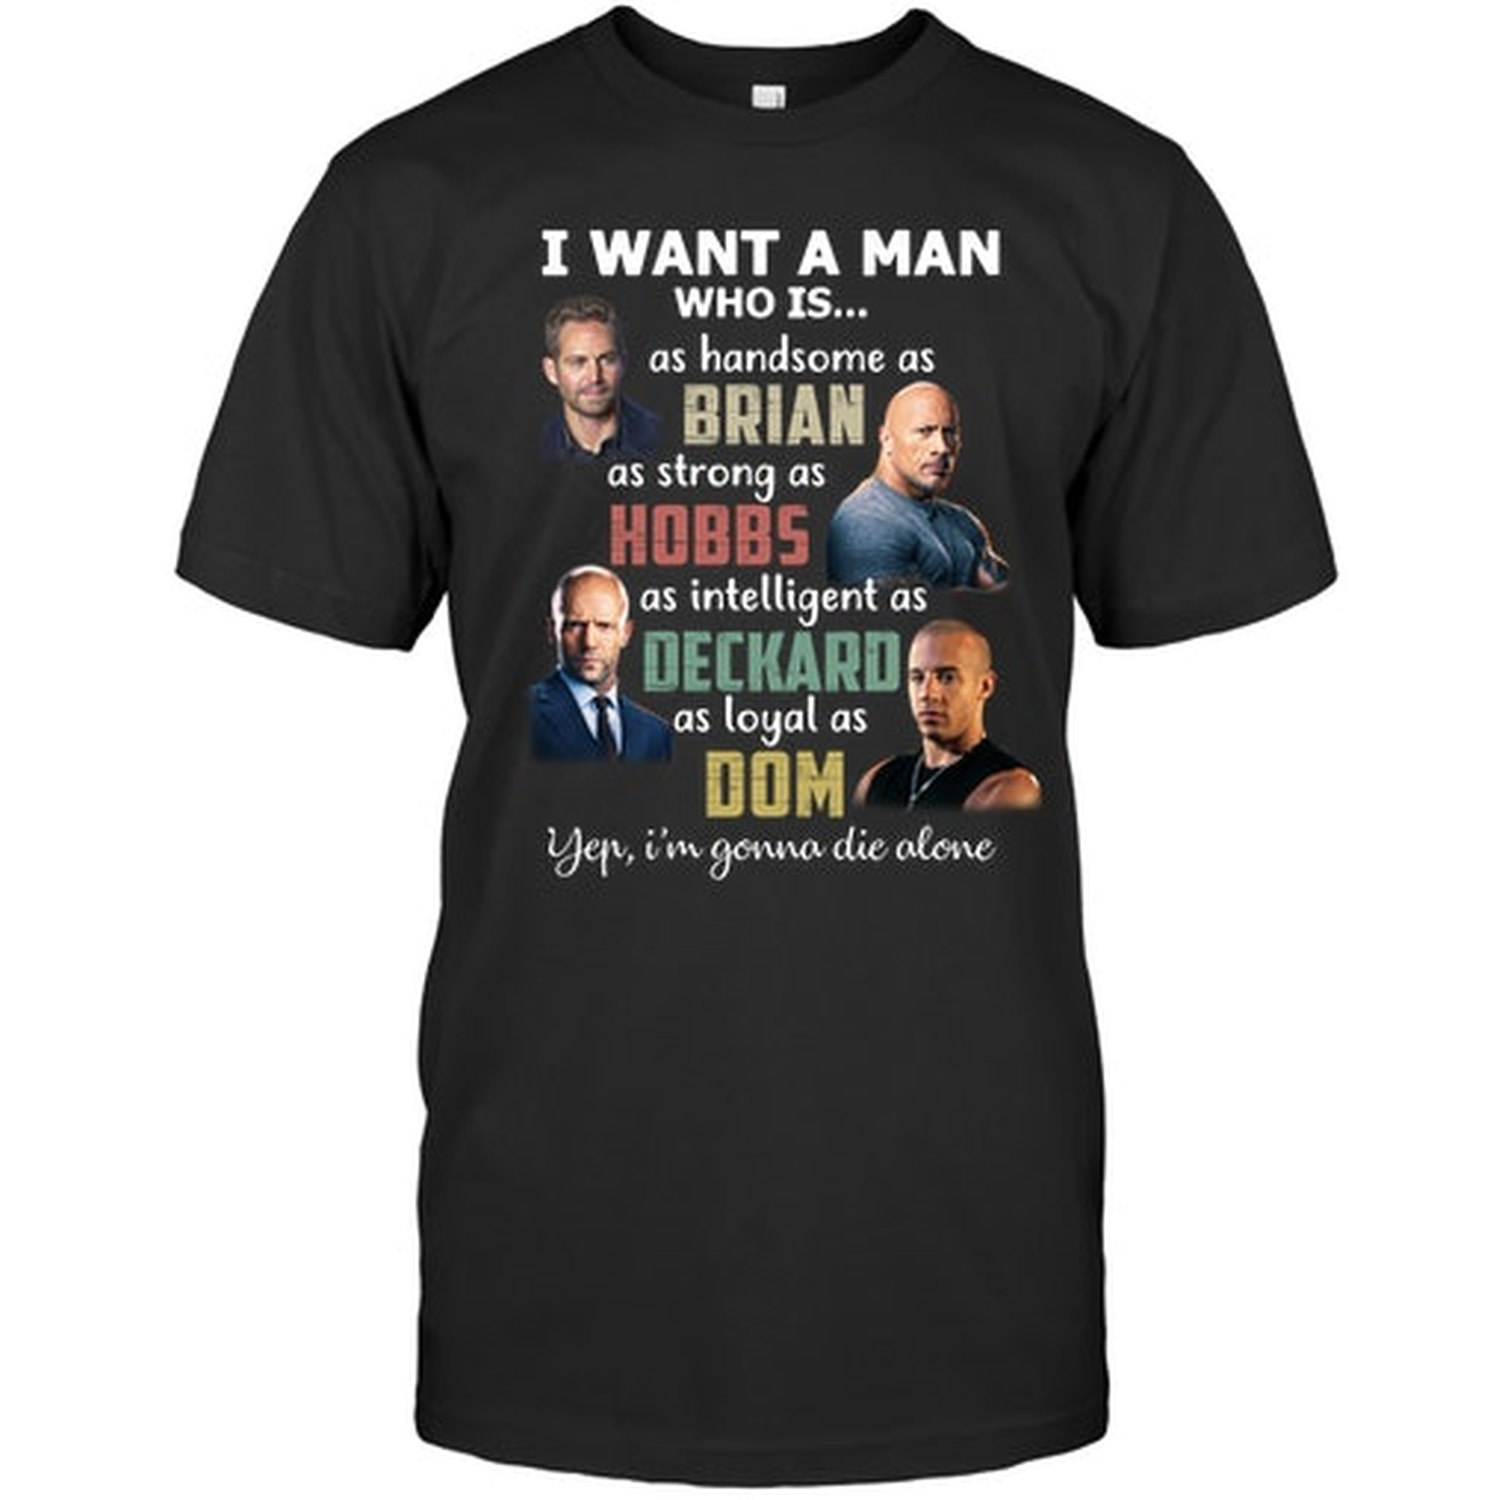 I WANT A MAN
WHO IS...
as handsome as
BRIAN
as strong as
HOBBS
as intelligent as
DECKARD
as loyal as
DOM
Yep, i'm gonna die alone